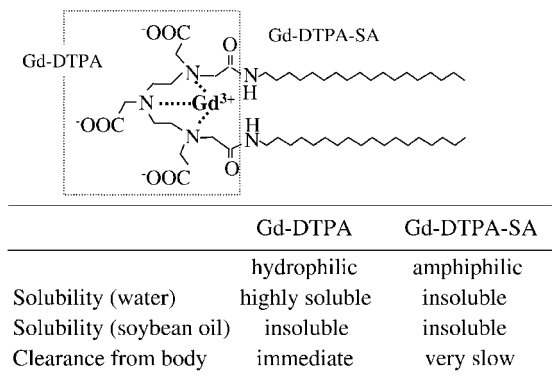 -OOC
Gd-DTPA-SA
O
Gd-DTPA
N
N
H
N
Gd3+
-OOC
H
N
N
-OOC
O
Gd-DTPA Gd-DTPA-SA
hydrophilic amphiphilic
Solubility (water) highly soluble insoluble
Solubility (soybean oil) insoluble insoluble
Clearance from body immediate very slow